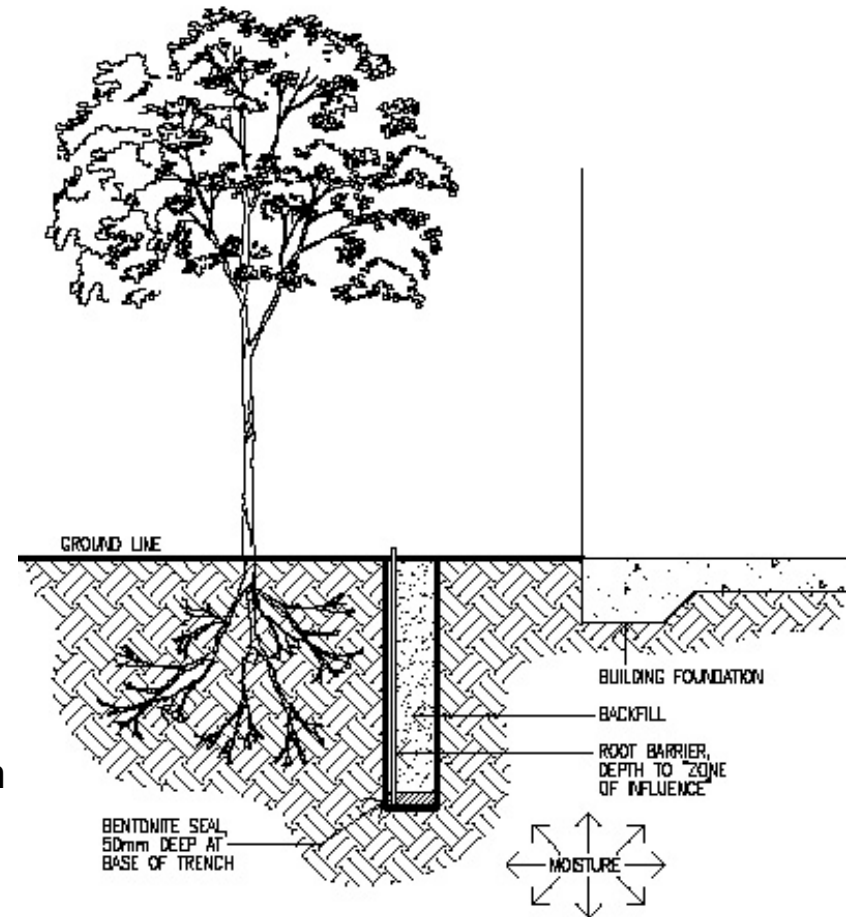 GROUND LINE
BUILDING FOUNDATION
BACKFILL
ROOT BARRIER,
DEPTH TO "ZONE
OF INFLUENCE"
BENTONITE SEAL,
50mm DEEP AT
BASE OF TRENCH
MOISTURE